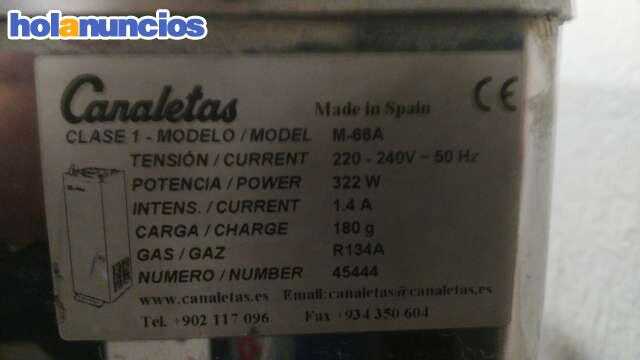 holanuncios
Canaletas Made in Spain CE
CLASE 1 - MODELO / MODEL M-66A
TENSIÓN / CURRENT 220 - 240V ~ 50 Hz
POTENCIA / POWER 322 W
INTENS. / CURRENT 1.4 A
CARGA / CHARGE 180 g
GAS / GAZ R134A
NUMERO / NUMBER 45444
www.canaletas.es Email:canaletas@canaletas.es
Tel. +902 117 096 Fax +934 350 604